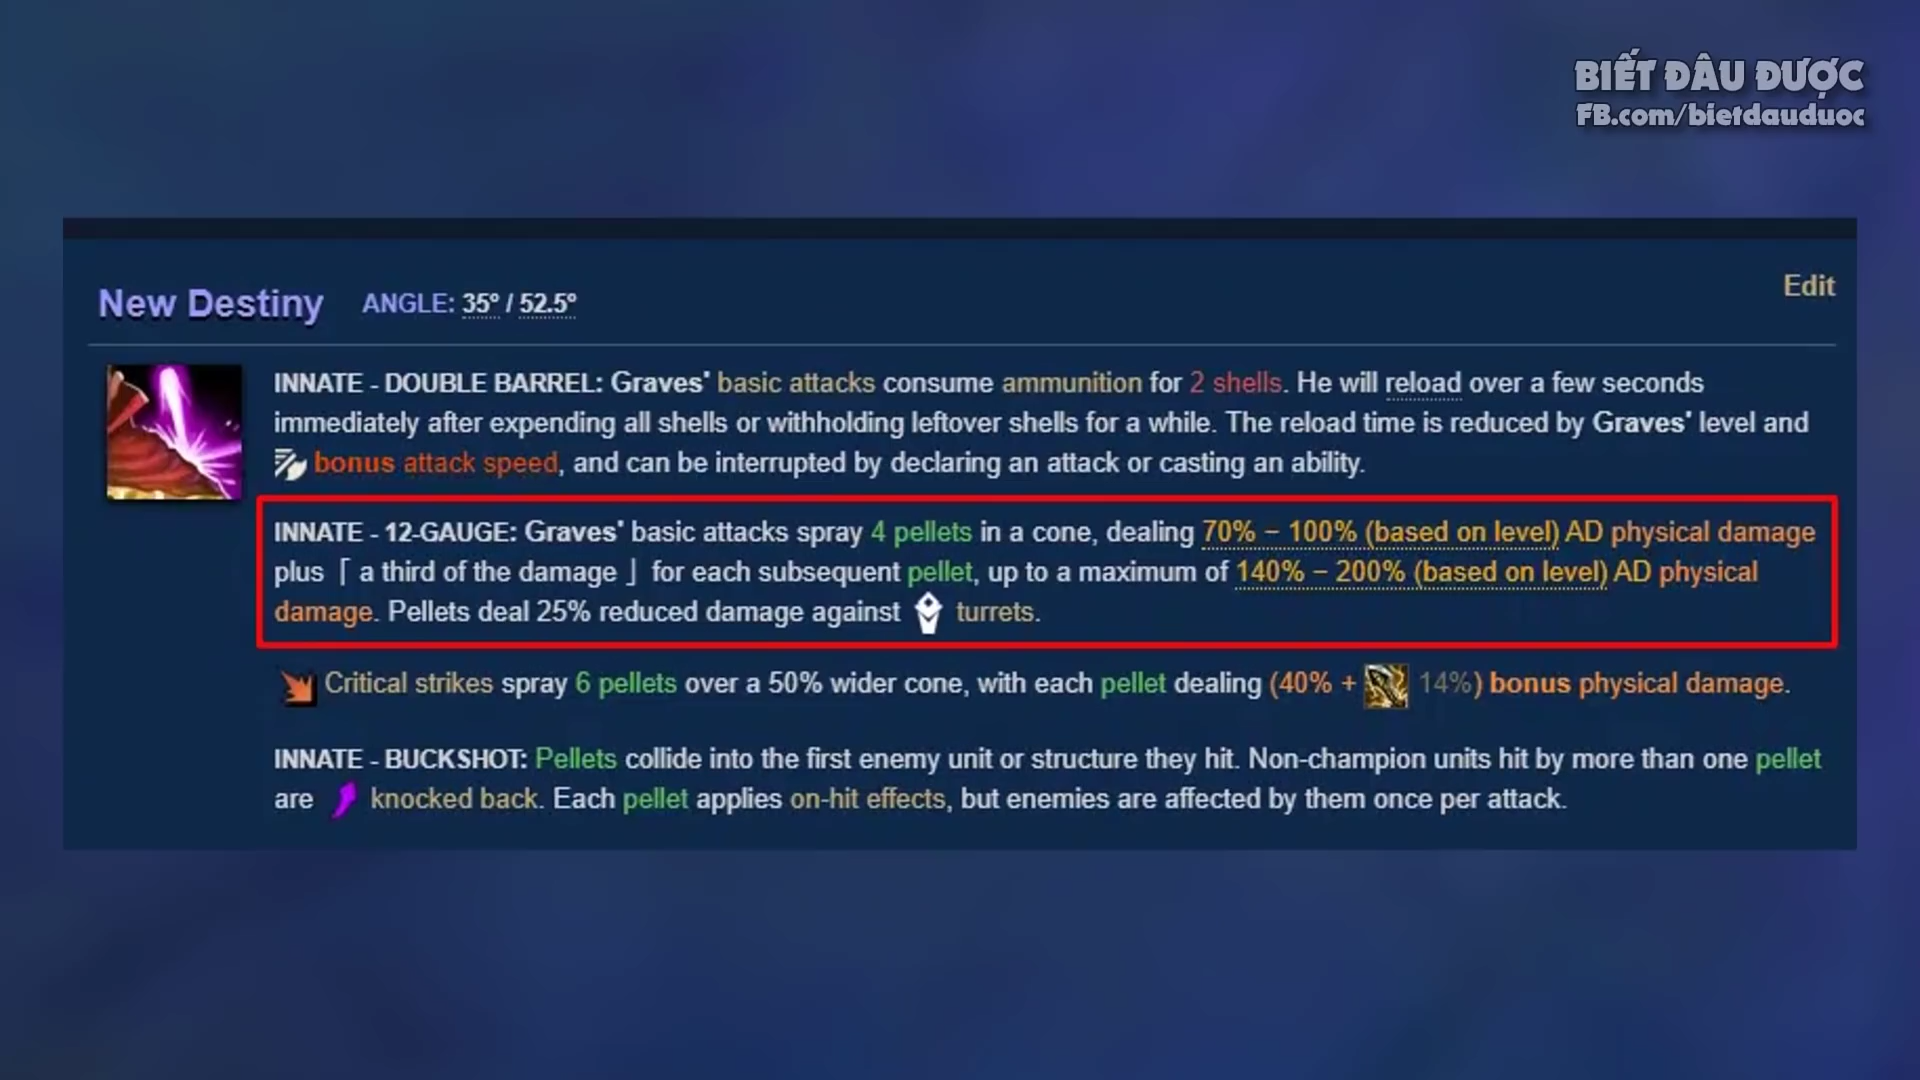 BIẾT ĐÂU ĐƯỢC
FB.com/bietdauduoc
Edit
New Destiny ANGLE: 35º / 52.5º
INNATE - DOUBLE BARREL: Graves' basic attacks consume ammunition for 2 shells. He will reload over a few seconds
immediately after expending all shells or withholding leftover shells for a while. The reload time is reduced by Graves' level and
bonus attack speed, and can be interrupted by declaring an attack or casting an ability.
INNATE - 12-GAUGE: Graves' basic attacks spray 4 pellets in a cone, dealing 70% – 100% (based on level) AD physical damage
plus ⌈ a third of the damage ⌋ for each subsequent pellet, up to a maximum of 140% – 200% (based on level) AD physical
damage. Pellets deal 25% reduced damage against turrets.
Critical strikes spray 6 pellets over a 50% wider cone, with each pellet dealing (40% + 14%) bonus physical damage.
INNATE - BUCKSHOT: Pellets collide into the first enemy unit or structure they hit. Non-champion units hit by more than one pellet
are knocked back. Each pellet applies on-hit effects, but enemies are affected by them once per attack.